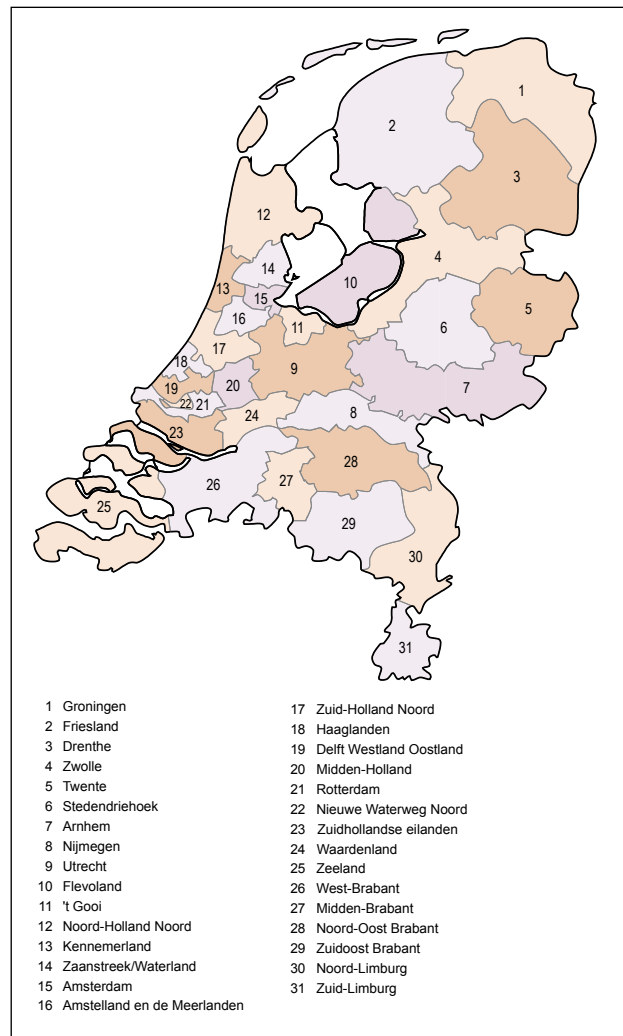 1
2
3
12
4
14
10
13
15
5
16
11
6
17
18
9
7
19
20
22 21
8
24
23
28
26
27
25
29
30
31
1 Groningen
2 Friesland
3 Drenthe
4 Zwolle
5 Twente
6 Stedendriehoek
7 Arnhem
8 Nijmegen
9 Utrecht
10 Flevoland
11 't Gooi
12 Noord-Holland Noord
13 Kennemerland
14 Zaanstreek/Waterland
15 Amsterdam
16 Amstelland en de Meerlanden
17 Zuid-Holland Noord
18 Haaglanden
19 Delft Westland Oostland
20 Midden-Holland
21 Rotterdam
22 Nieuwe Waterweg Noord
23 Zuidhollandse eilanden
24 Waardenland
25 Zeeland
26 West-Brabant
27 Midden-Brabant
28 Noord-Oost Brabant
29 Zuidoost Brabant
30 Noord-Limburg
31 Zuid-Limburg